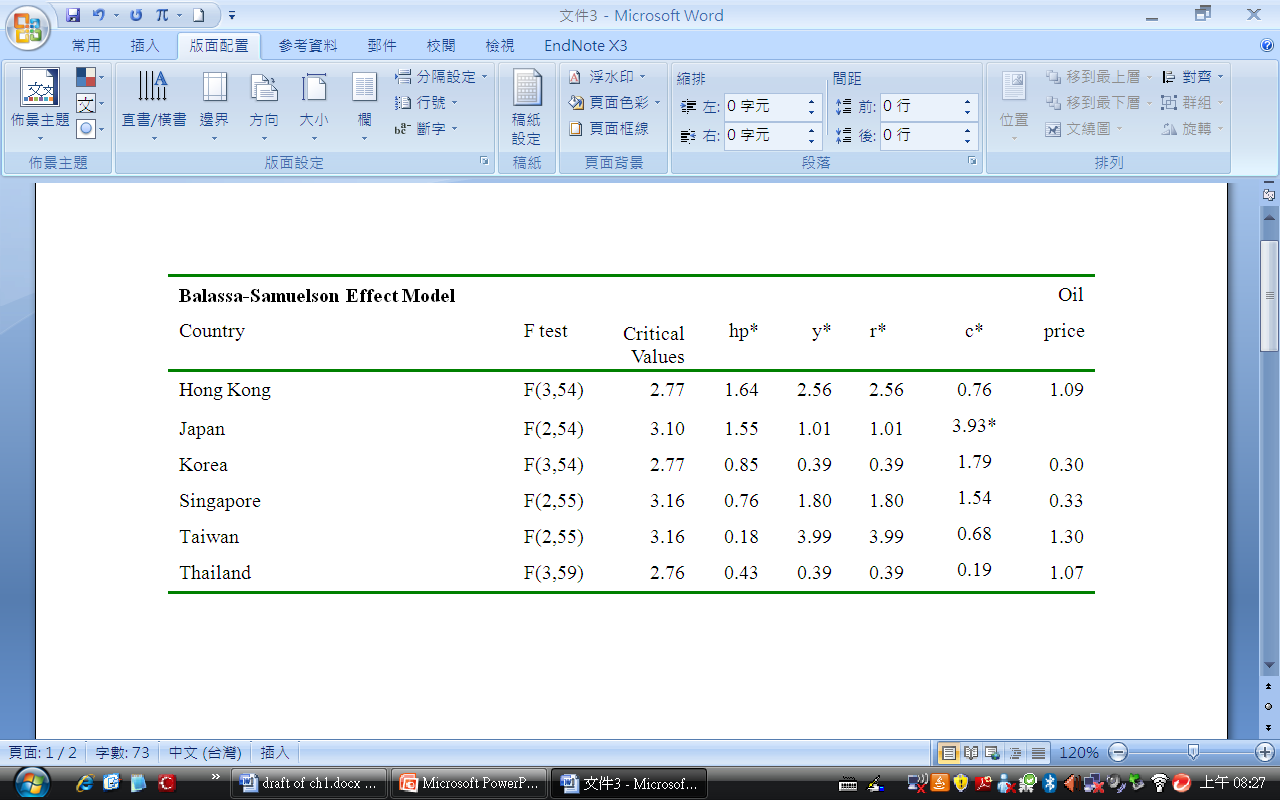 文件3 - Microsoft Word
常用 插入 版面配置 參考資料 郵件 校閱 檢視 EndNote X3
佈景主題
直書/橫書 邊界 方向 大小 欄
分隔設定
行號
斷字
稿紙
設定
浮水印
頁面色彩
頁面框線
縮排
左: 0 字元
右: 0 字元
間距
前: 0 行
後: 0 行
位置
移到最上層
移到最下層
文繞圖
對齊
群組
旋轉
佈景主題 版面設定 稿紙 頁面背景 段落 排列
Balassa-Samuelson Effect Model Oil
Country F test Critical Values hp* y* r* c* price
Hong Kong F(3,54) 2.77 1.64 2.56 2.56 0.76 1.09
Japan F(2,54) 3.10 1.55 1.01 1.01 3.93*
Korea F(3,54) 2.77 0.85 0.39 0.39 1.79 0.30
Singapore F(2,55) 3.16 0.76 1.80 1.80 1.54 0.33
Taiwan F(2,55) 3.16 0.18 3.99 3.99 0.68 1.30
Thailand F(3,59) 2.76 0.43 0.39 0.39 0.19 1.07
頁面: 1 / 2 字數: 73 中文 (台灣) 插入 120%
draft of ch1.docx ... Microsoft PowerP... 文件3 - Microsof... 上午 08:27